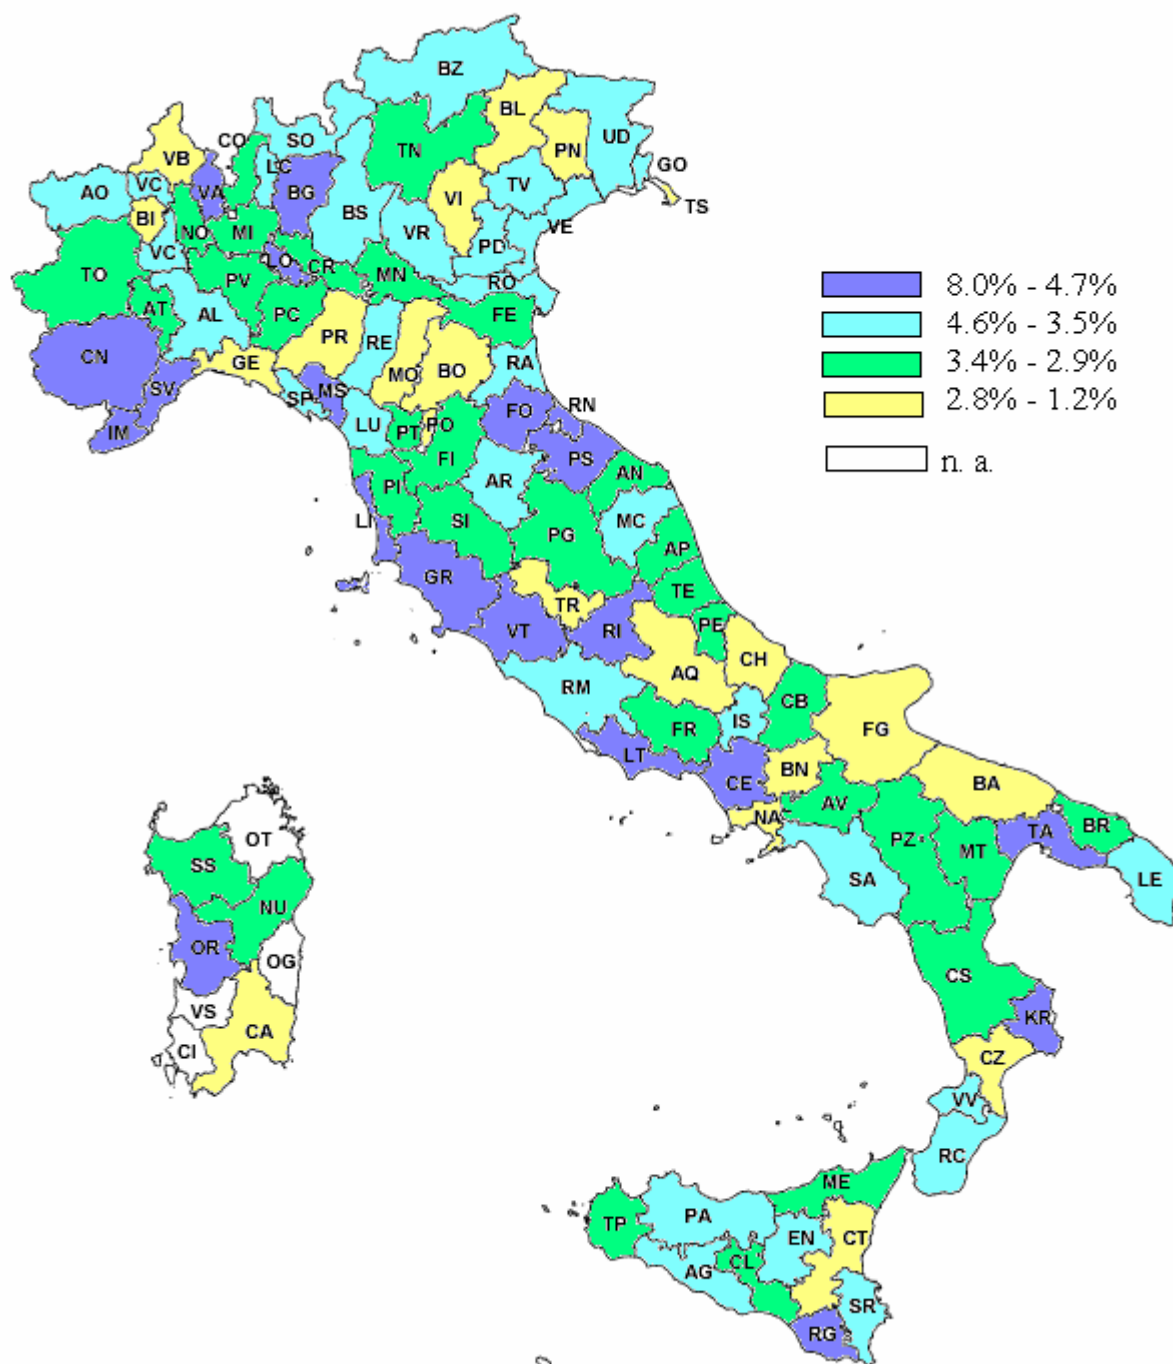 BZ
BL
UD
CO
SO
TN
PN
VB
LC
GO
AO
VC
VA
BG
VI
TV
TS
BI
NO
MI
BS
VR
PD
VE
VC
LO
CR
MN
RO
TO
PV
8.0% - 4.7%
AT
AL
PC
FE
4.6% - 3.5%
PR
RE
CN
GE
MO
BO
RA
3.4% - 2.9%
SV
SP
MS
FO
RN
2.8% - 1.2%
IM
LU
PT
PO
FI
PS
n. a.
AR
AN
PI
LI
SI
MC
PG
AP
GR
TE
TR
VT
RI
PE
CH
AQ
RM
CB
IS
FR
FG
LT
CE
BN
BA
AV
NA
OT
PZ
MT
TA
BR
SS
SA
LE
NU
OR
OG
CS
VS
CA
KR
CI
CZ
VV
RC
ME
TP
PA
EN
CT
AG
CL
SR
RG